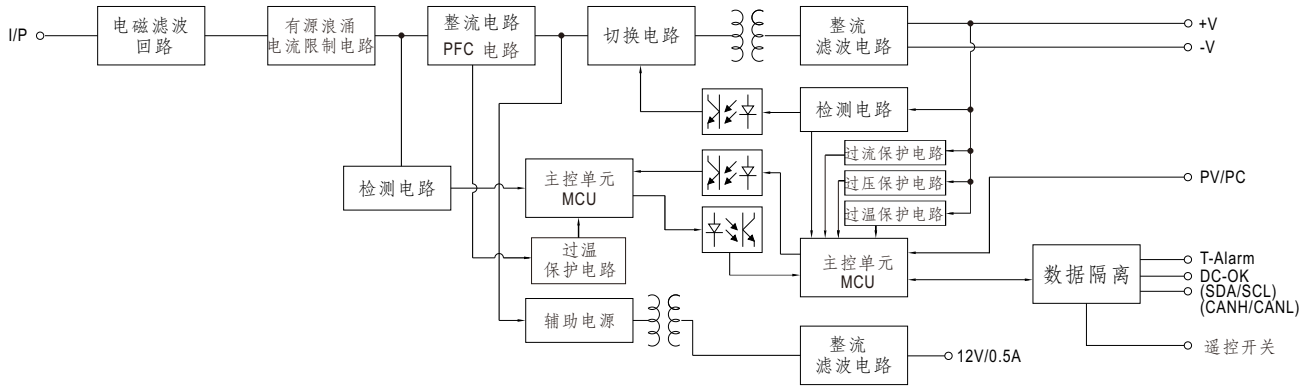 I/P
电磁滤波
回路
有源浪涌
电流限制电路
整流电路
PFC 电路
切换电路
整流
滤波电路
+V
-V
检测电路
过流保护电路
过压保护电路
过温保护电路
检测电路
主控单元
MCU
过温
保护电路
主控单元
MCU
PV/PC
数据隔离
T-Alarm
DC-OK
(SDA/SCL)
(CANH/CANL)
遥控开关
辅助电源
整流
滤波电路
12V/0.5A